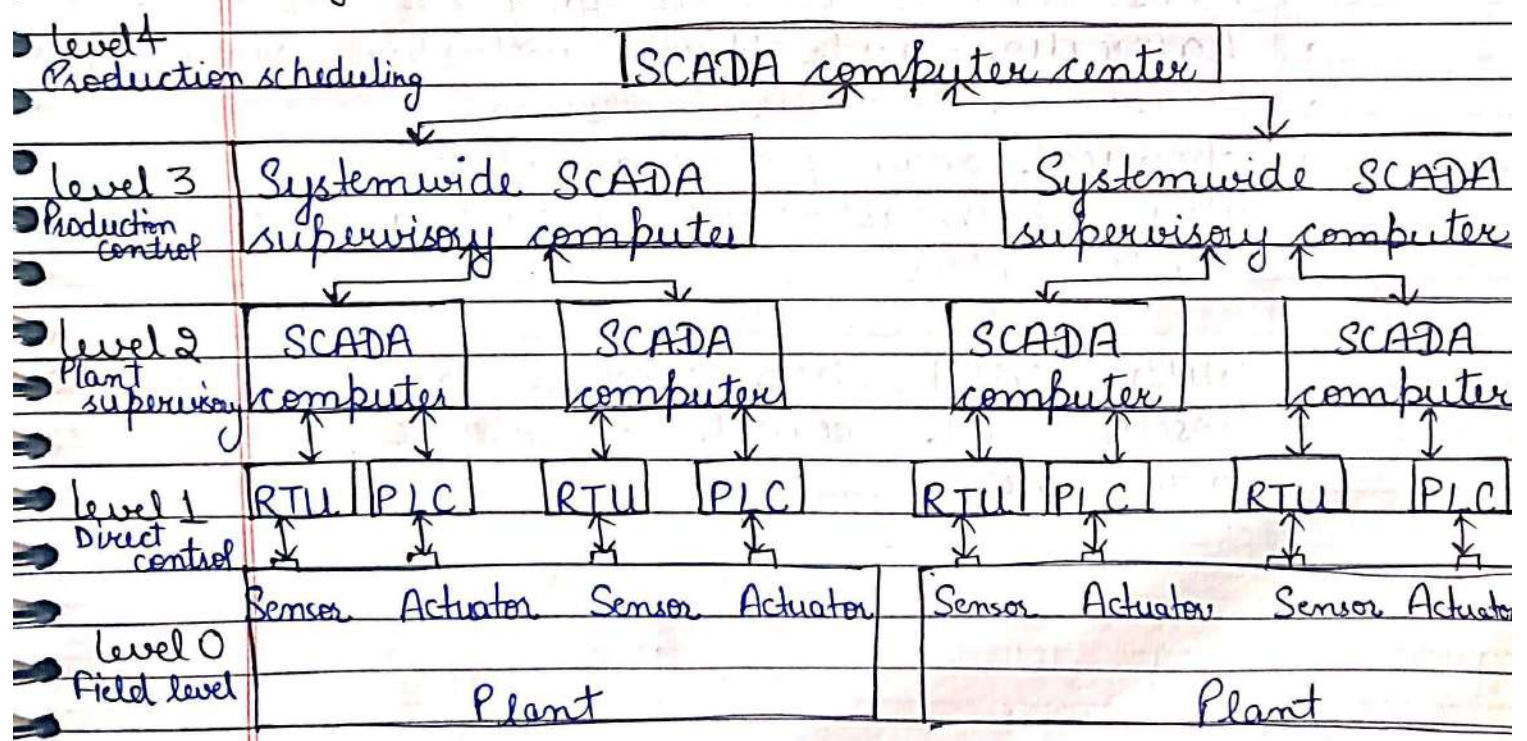 Level 4
Production scheduling
SCADA computer center
Level 3
Production
control
Systemwide SCADA
supervisory computer
Systemwide SCADA
supervisory computer
Level 2
Plant
supervisory
SCADA
computer
SCADA
computer
SCADA
computer
SCADA
computer
Level 1
Direct
control
RTU PLC RTU PLC RTU PLC RTU PLC
Sensor Actuator Sensor Actuator Sensor Actuator Sensor Actuato
Level 0
Field level
Plant
Plant